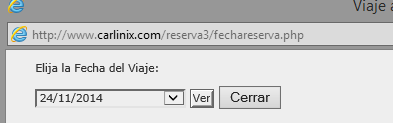 Viaje a
http://www.carlinix.com/reserva3/fechareserva.php
Elija la Fecha del Viaje:
24/11/2014 Ver Cerrar